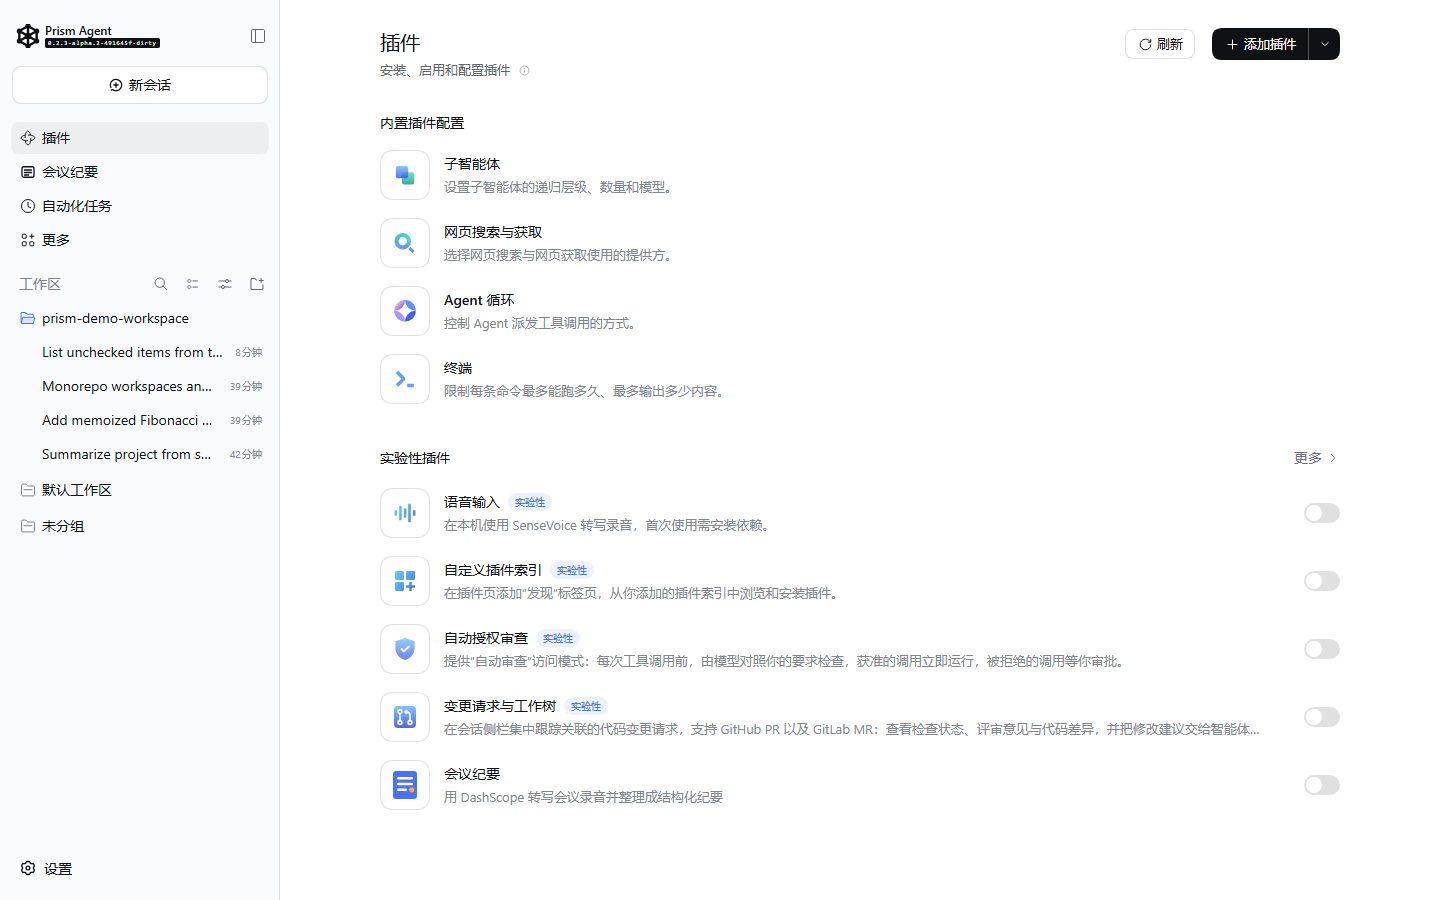 Prism Agent
0.2.3-alpha.2-491645f-dirty
新会话
插件
会议纪要
自动化任务
更多
工作区
prism-demo-workspace
List unchecked items from t... 8分钟
Monorepo workspaces an... 39分钟
Add memoized Fibonacci ... 39分钟
Summarize project from s... 42分钟
默认工作区
未分组
设置
插件
安装、启用和配置插件
刷新
添加插件
内置插件配置
子智能体
设置子智能体的递归层级、数量和模型。
网页搜索与获取
选择网页搜索与网页获取使用的提供方。
Agent 循环
控制 Agent 派发工具调用的方式。
终端
限制每条命令最多能跑多久、最多输出多少内容。
实验性插件
更多
语音输入 实验性
在本机使用 SenseVoice 转写录音，首次使用需安装依赖。
自定义插件索引 实验性
在插件页添加“发现”标签页，从你添加的插件索引中浏览和安装插件。
自动授权审查 实验性
提供“自动审查”访问模式：每次工具调用前，由模型对照你的要求检查，获准的调用立即运行，被拒绝的调用等你审批。
变更请求与工作树 实验性
在会话侧栏集中跟踪关联的代码变更请求，支持 GitHub PR 以及 GitLab MR：查看检查状态、评审意见与代码差异，并把修改建议交给智能体...
会议纪要
用 DashScope 转写会议录音并整理成结构化纪要